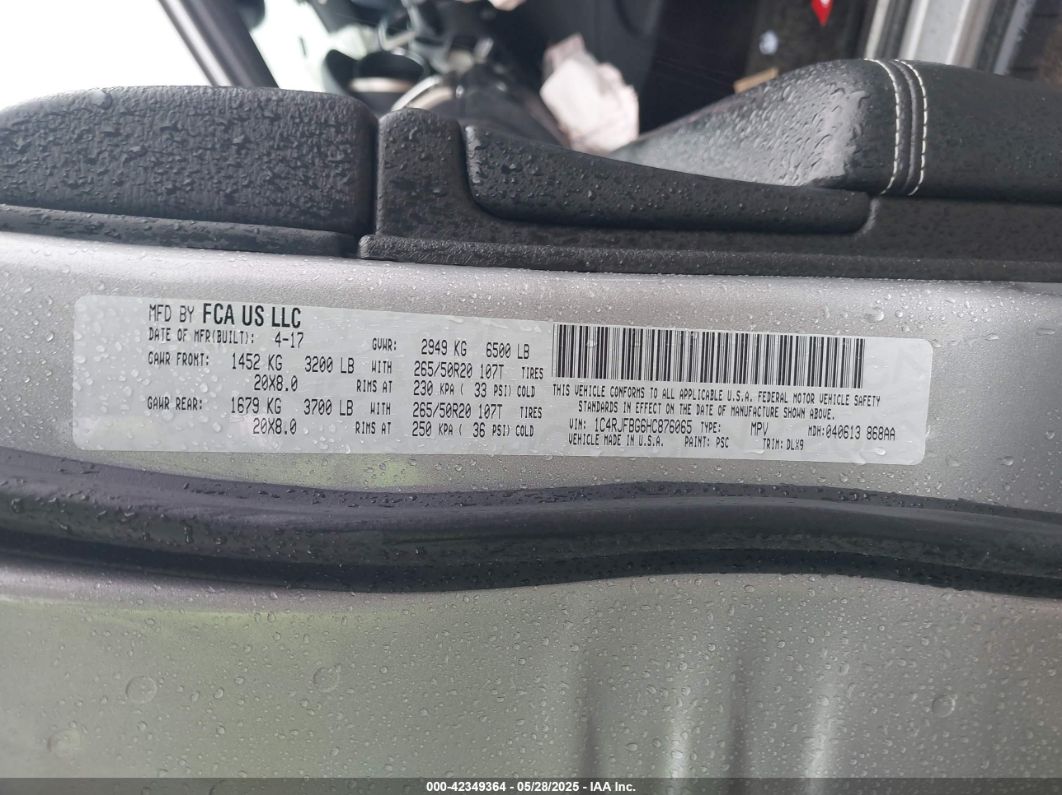 MFD BY FCA US LLC
DATE OF MFR(BUILT): 4-17 GVWR: 2949 KG 6500 LB
GAWR FRONT: 1452 KG 3200 LB WITH 265/50R20 107T TIRES
20X8.0 RIMS AT 230 KPA ( 33 PSI) COLD
GAWR REAR: 1679 KG 3700 LB WITH 265/50R20 107T TIRES
20X8.0 RIMS AT 250 KPA ( 36 PSI) COLD
THIS VEHICLE CONFORMS TO ALL APPLICABLE U.S.A. FEDERAL MOTOR VEHICLE SAFETY
STANDARDS IN EFFECT ON THE DATE OF MANUFACTURE SHOWN ABOVE.
VIN: 1C4RJFBG6HC876065 TYPE: MPV MDH:040613 868AA
VEHICLE MADE IN U.S.A. PAINT: PSC TRIM: DLX9
000-42349364 - 05/28/2025 - IAA Inc.